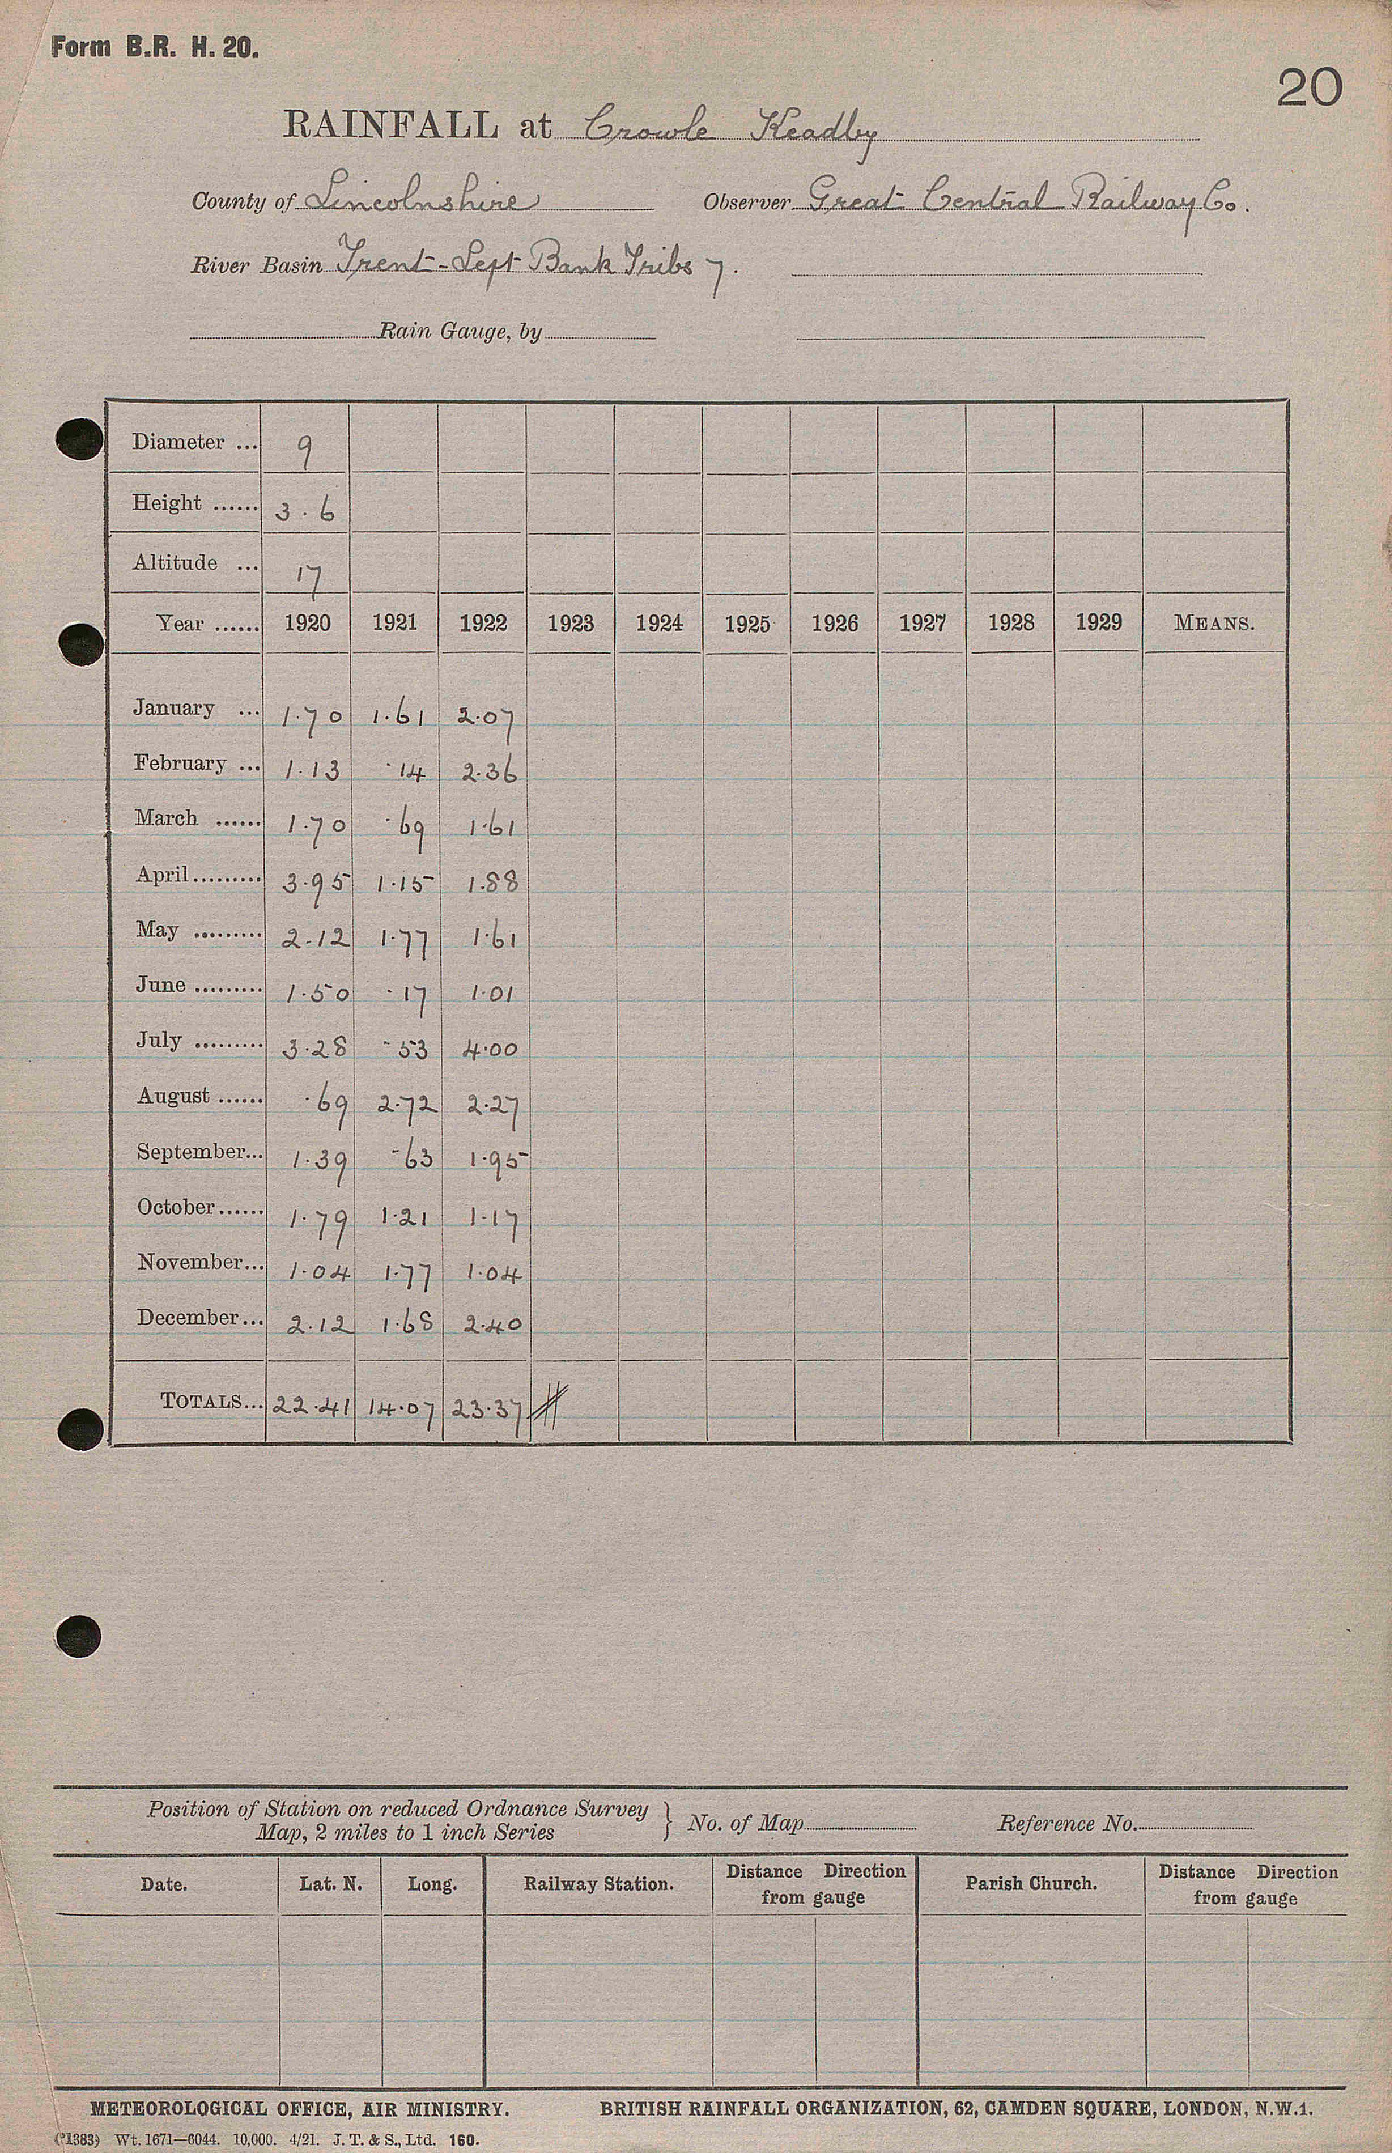 Form B.R. H. 20.
20
RAINFALL at Crowle Keadby
County of Lincolnshire Observer Great Central Railway Co.
River Basin Trent - Left Bank Tribs 7.
Rain Gauge, by
Diameter ... 9
Height ...... 3.6
Altitude ... 17
Year ...... 1920 1921 1922 1923 1924 1925 1926 1927 1928 1929 MEANS.
January ... 1.70 1.61 2.07
February ... 1.13 .14 2.36
March ...... 1.70 .69 1.61
April......... 3.95 1.15 1.88
May ......... 2.12 1.77 1.61
June ......... 1.50 .17 1.01
July ......... 3.28 .53 4.00
August ...... .69 2.72 2.27
September... 1.39 .63 1.95
October...... 1.79 1.21 1.17
November... 1.04 1.77 1.04
December... 2.12 1.68 2.40
TOTALS... 22.41 14.07 23.37
Position of Station on reduced Ordnance Survey
Map, 2 miles to 1 inch Series } No. of Map Reference No.
Date. Lat. N. Long. Railway Station. Distance Direction from gauge Parish Church. Distance Direction from gauge
METEOROLOGICAL OFFICE, AIR MINISTRY. BRITISH RAINFALL ORGANIZATION, 62, CAMDEN SQUARE, LONDON, N.W.1.
(*1383) Wt. 1671—6044. 10,000. 4/21. J. T. & S., Ltd. 160.